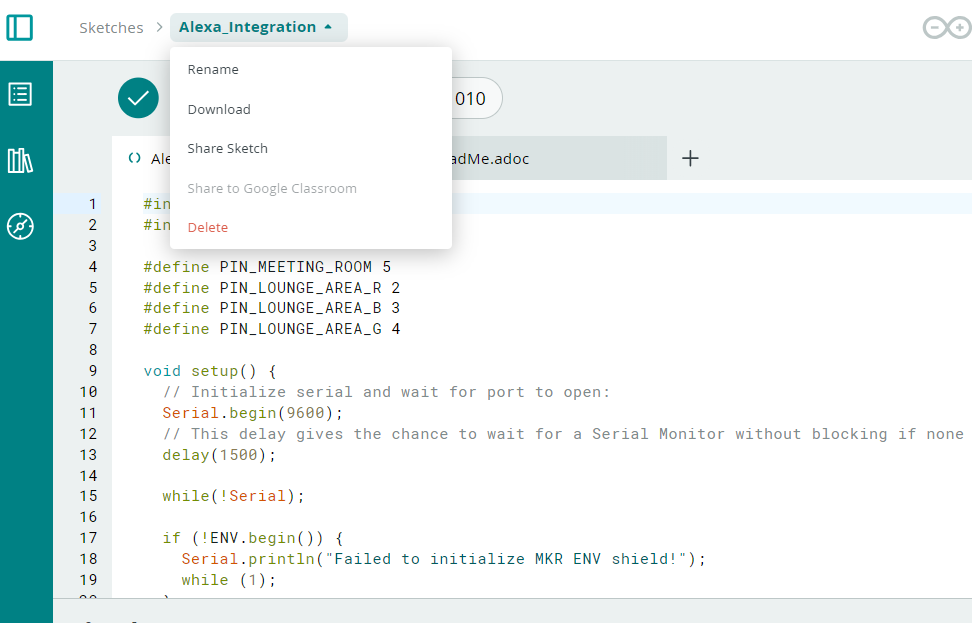 Sketches > Alexa_Integration
Rename
Download
Share Sketch
Share to Google Classroom
Delete
010
Ale
adMe.adoc
1 #in
2 #in
3
4 #define PIN_MEETING_ROOM 5
5 #define PIN_LOUNGE_AREA_R 2
6 #define PIN_LOUNGE_AREA_B 3
7 #define PIN_LOUNGE_AREA_G 4
8
9 void setup() {
10 // Initialize serial and wait for port to open:
11 Serial.begin(9600);
12 // This delay gives the chance to wait for a Serial Monitor without blocking if none
13 delay(1500);
14
15 while(!Serial);
16
17 if (!ENV.begin()) {
18 Serial.println("Failed to initialize MKR ENV shield!");
19 while (1);